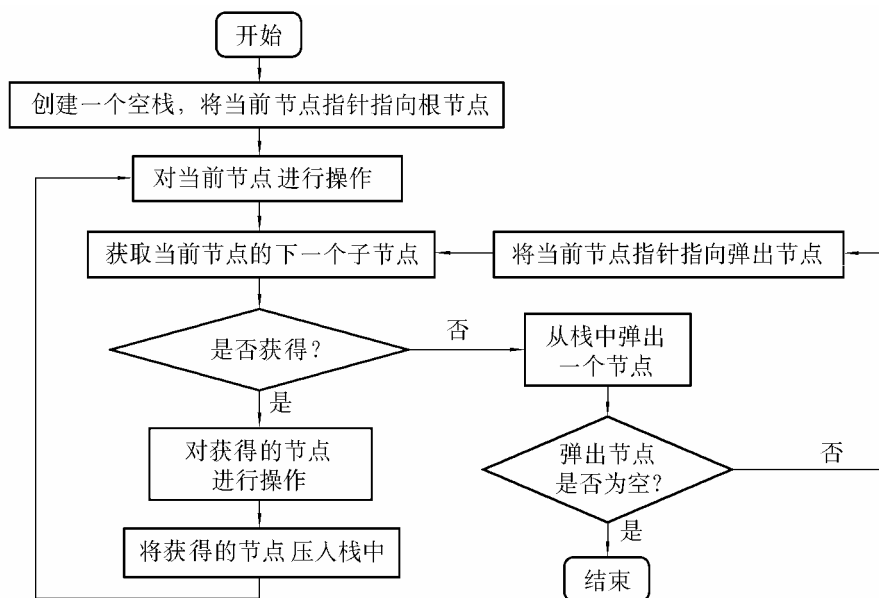 开始
创建一个空栈，将当前节点指针指向根节点
对当前节点进行操作
获取当前节点的下一个子节点
将当前节点指针指向弹出节点
是否获得？
否
从栈中弹出
一个节点
是
对获得的节点
进行操作
弹出节点
是否为空？
否
将获得的节点压入栈中
是
结束